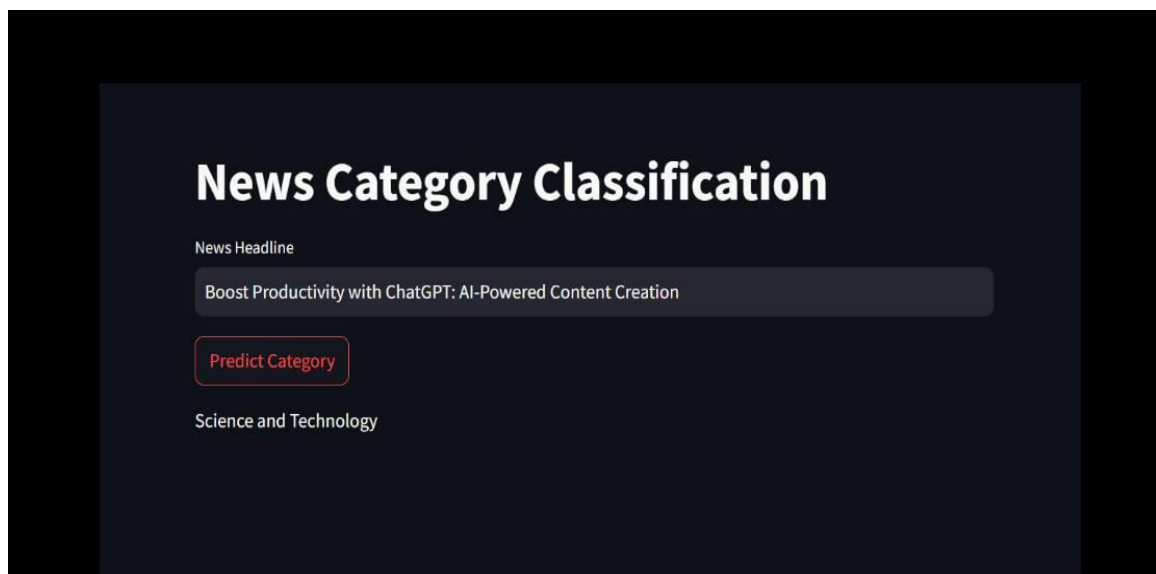 News Category Classification
News Headline
Boost Productivity with ChatGPT: AI-Powered Content Creation
Predict Category
Science and Technology